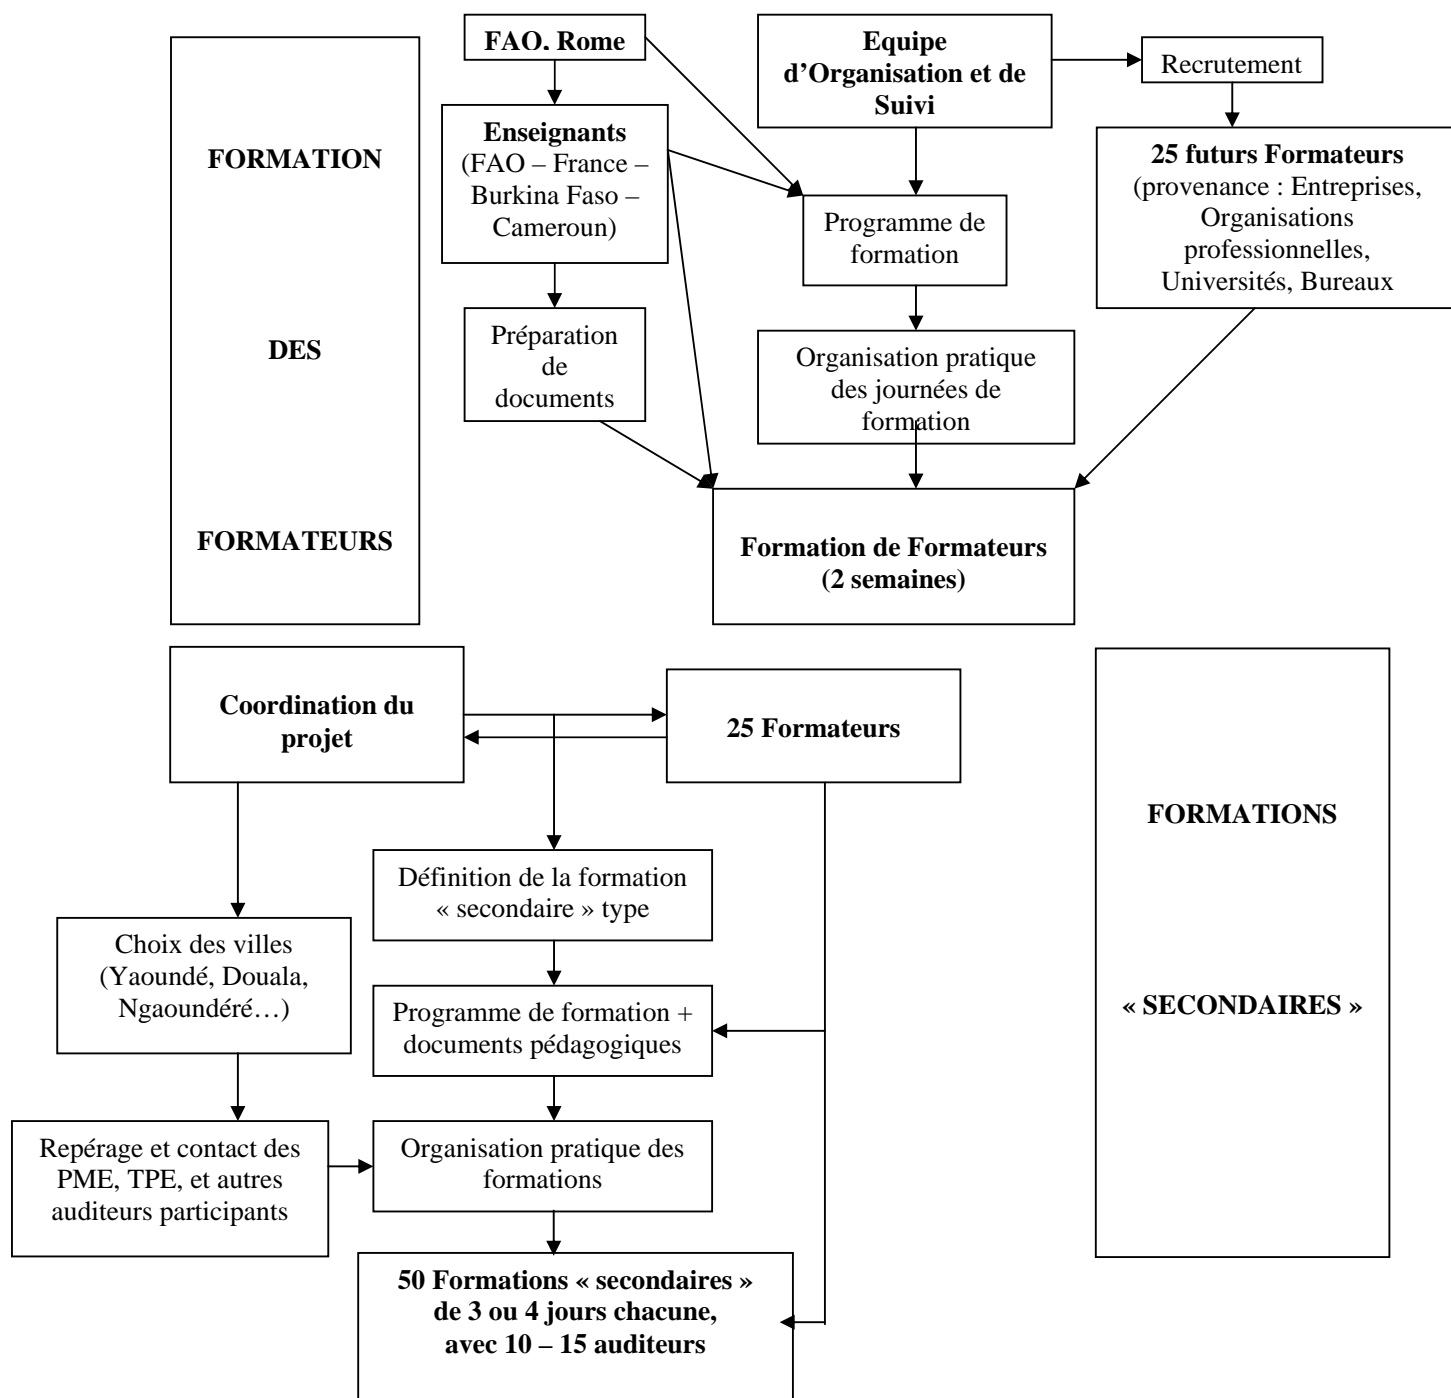 FORMATION
DES
FORMATEURS
FAO, Rome
Enseignants
(FAO – France –
Burkina Faso –
Cameroun)
Préparation
de
documents
Equipe
d’Organisation et de
Suivi
Programme de
formation
Organisation pratique
des journées de
formation
Recrutement
25 futurs Formateurs
(provenance : Entreprises,
Organisations
professionnelles,
Universités, Bureaux
Formation de Formateurs
(2 semaines)
Coordination du
projet
25 Formateurs
Définition de la formation
« secondaire » type
Choix des villes
(Yaoundé, Douala,
Ngaoundéré…)
Programme de formation +
documents pédagogiques
Repérage et contact des
PME, TPE, et autres
auditeurs participants
Organisation pratique des
formations
50 Formations « secondaires »
de 3 ou 4 jours chacune,
avec 10 – 15 auditeurs
FORMATIONS
« SECONDAIRES »